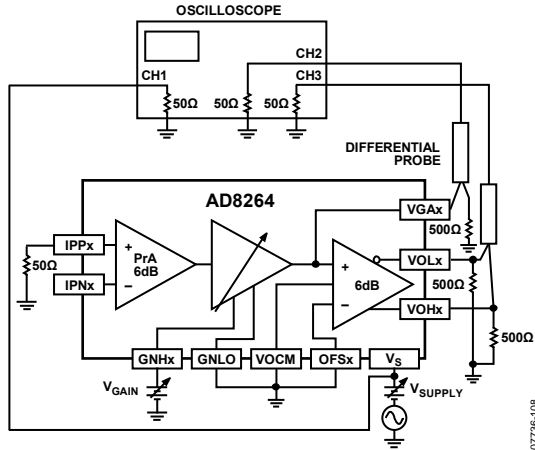 OSCILLOSCOPE
CH2
CH1
CH3
50Ω
50Ω
50Ω
DIFFERENTIAL
PROBE
AD8264
VGAx
IPPx
+
PrA
6dB
500Ω
50Ω
IPNx
−
+
6dB
−
VOLx
500Ω
VOHx
500Ω
GNHx
GNLO
VOCM
OFSx
VS
VGAIN
VSUPPLY
07736-108